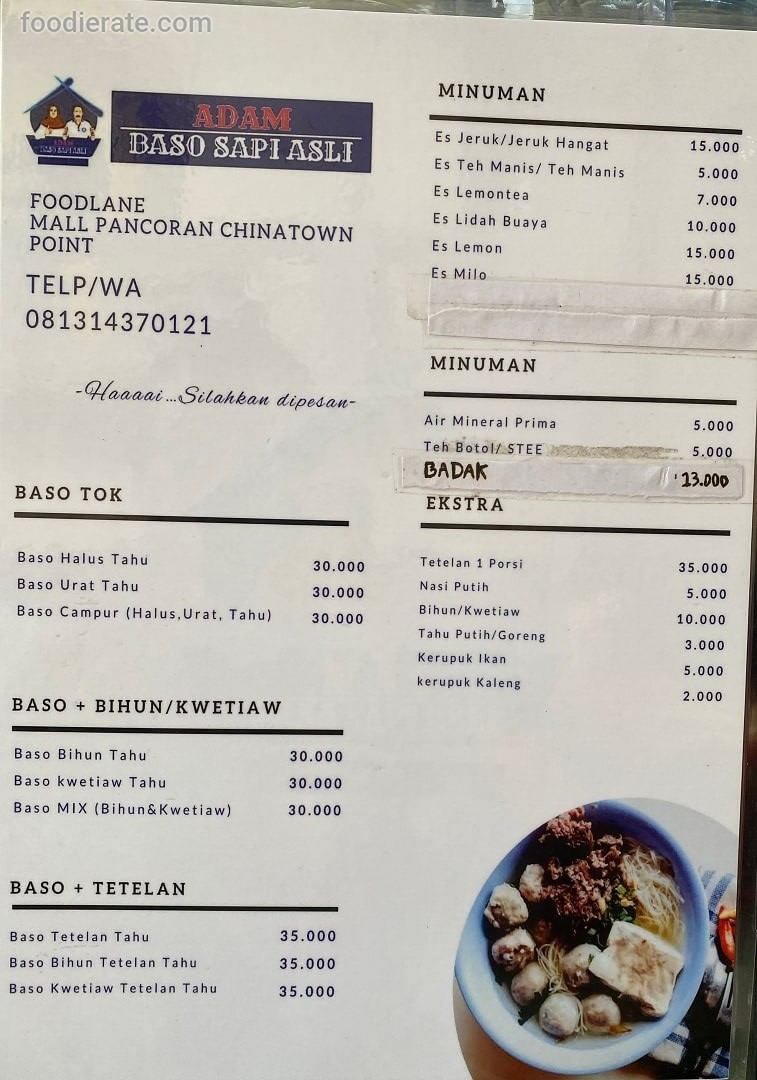 foodierate.com
ADAM
BASO SAPI ASLI
FOODLANE
MALL PANCORAN CHINATOWN
POINT
TELP/WA
081314370121
-Haaaai...Silahkan dipesan-
BASO TOK
Baso Halus Tahu 30.000
Baso Urat Tahu 30.000
Baso Campur (Halus,Urat, Tahu) 30.000
BASO + BIHUN/KWETIAW
Baso Bihun Tahu 30.000
Baso kwetiaw Tahu 30.000
Baso MIX (Bihun&Kwetiaw) 30.000
BASO + TETELAN
Baso Tetelan Tahu 35.000
Baso Bihun Tetelan Tahu 35.000
Baso Kwetiaw Tetelan Tahu 35.000
MINUMAN
Es Jeruk/Jeruk Hangat 15.000
Es Teh Manis/ Teh Manis 5.000
Es Lemontea 7.000
Es Lidah Buaya 10.000
Es Lemon 15.000
Es Milo 15.000
MINUMAN
Air Mineral Prima 5.000
Teh Botol/ STEE 5.000
BADAK 23.000
EKSTRA
Tetelan 1 Porsi 35.000
Nasi Putih 5.000
Bihun/Kwetiaw 10.000
Tahu Putih/Goreng 3.000
Kerupuk Ikan 5.000
kerupuk Kaleng 2.000